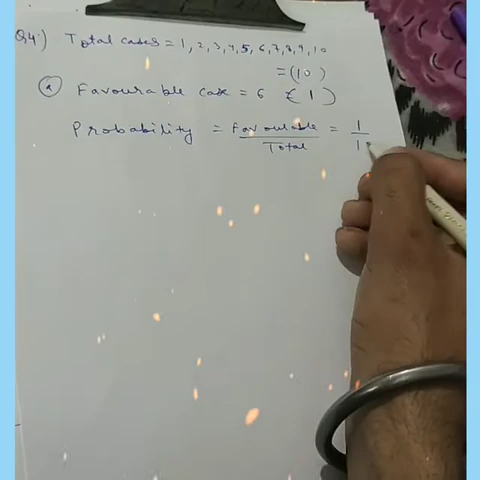 Q4) Total cases = 1, 2, 3, 4, 5, 6, 7, 8, 9, 10
= (10)
(a) Favourable case = 6 (1)
Probability = Favourable / Total = 1 / 10